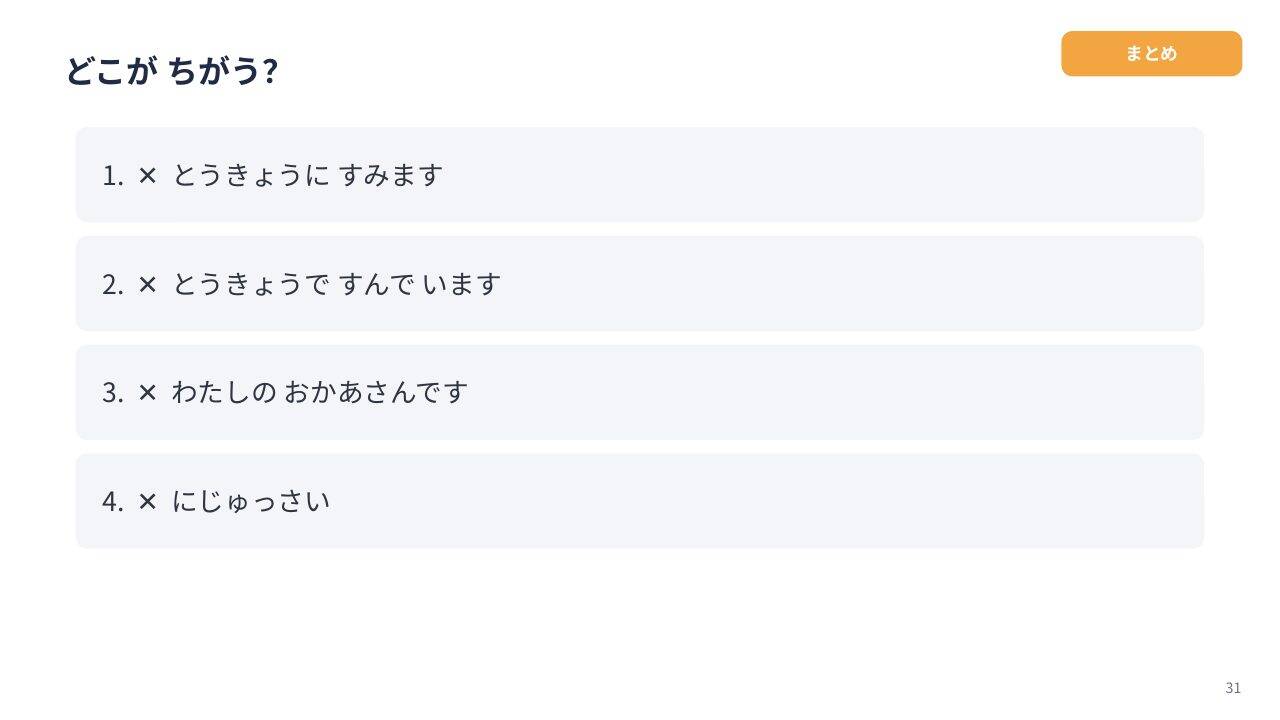 どこが ちがう?
まとめ
1. ✕ とうきょうに すみます
2. ✕ とうきょうで すんで います
3. ✕ わたしの おかあさんです
4. ✕ にじゅっさい
31